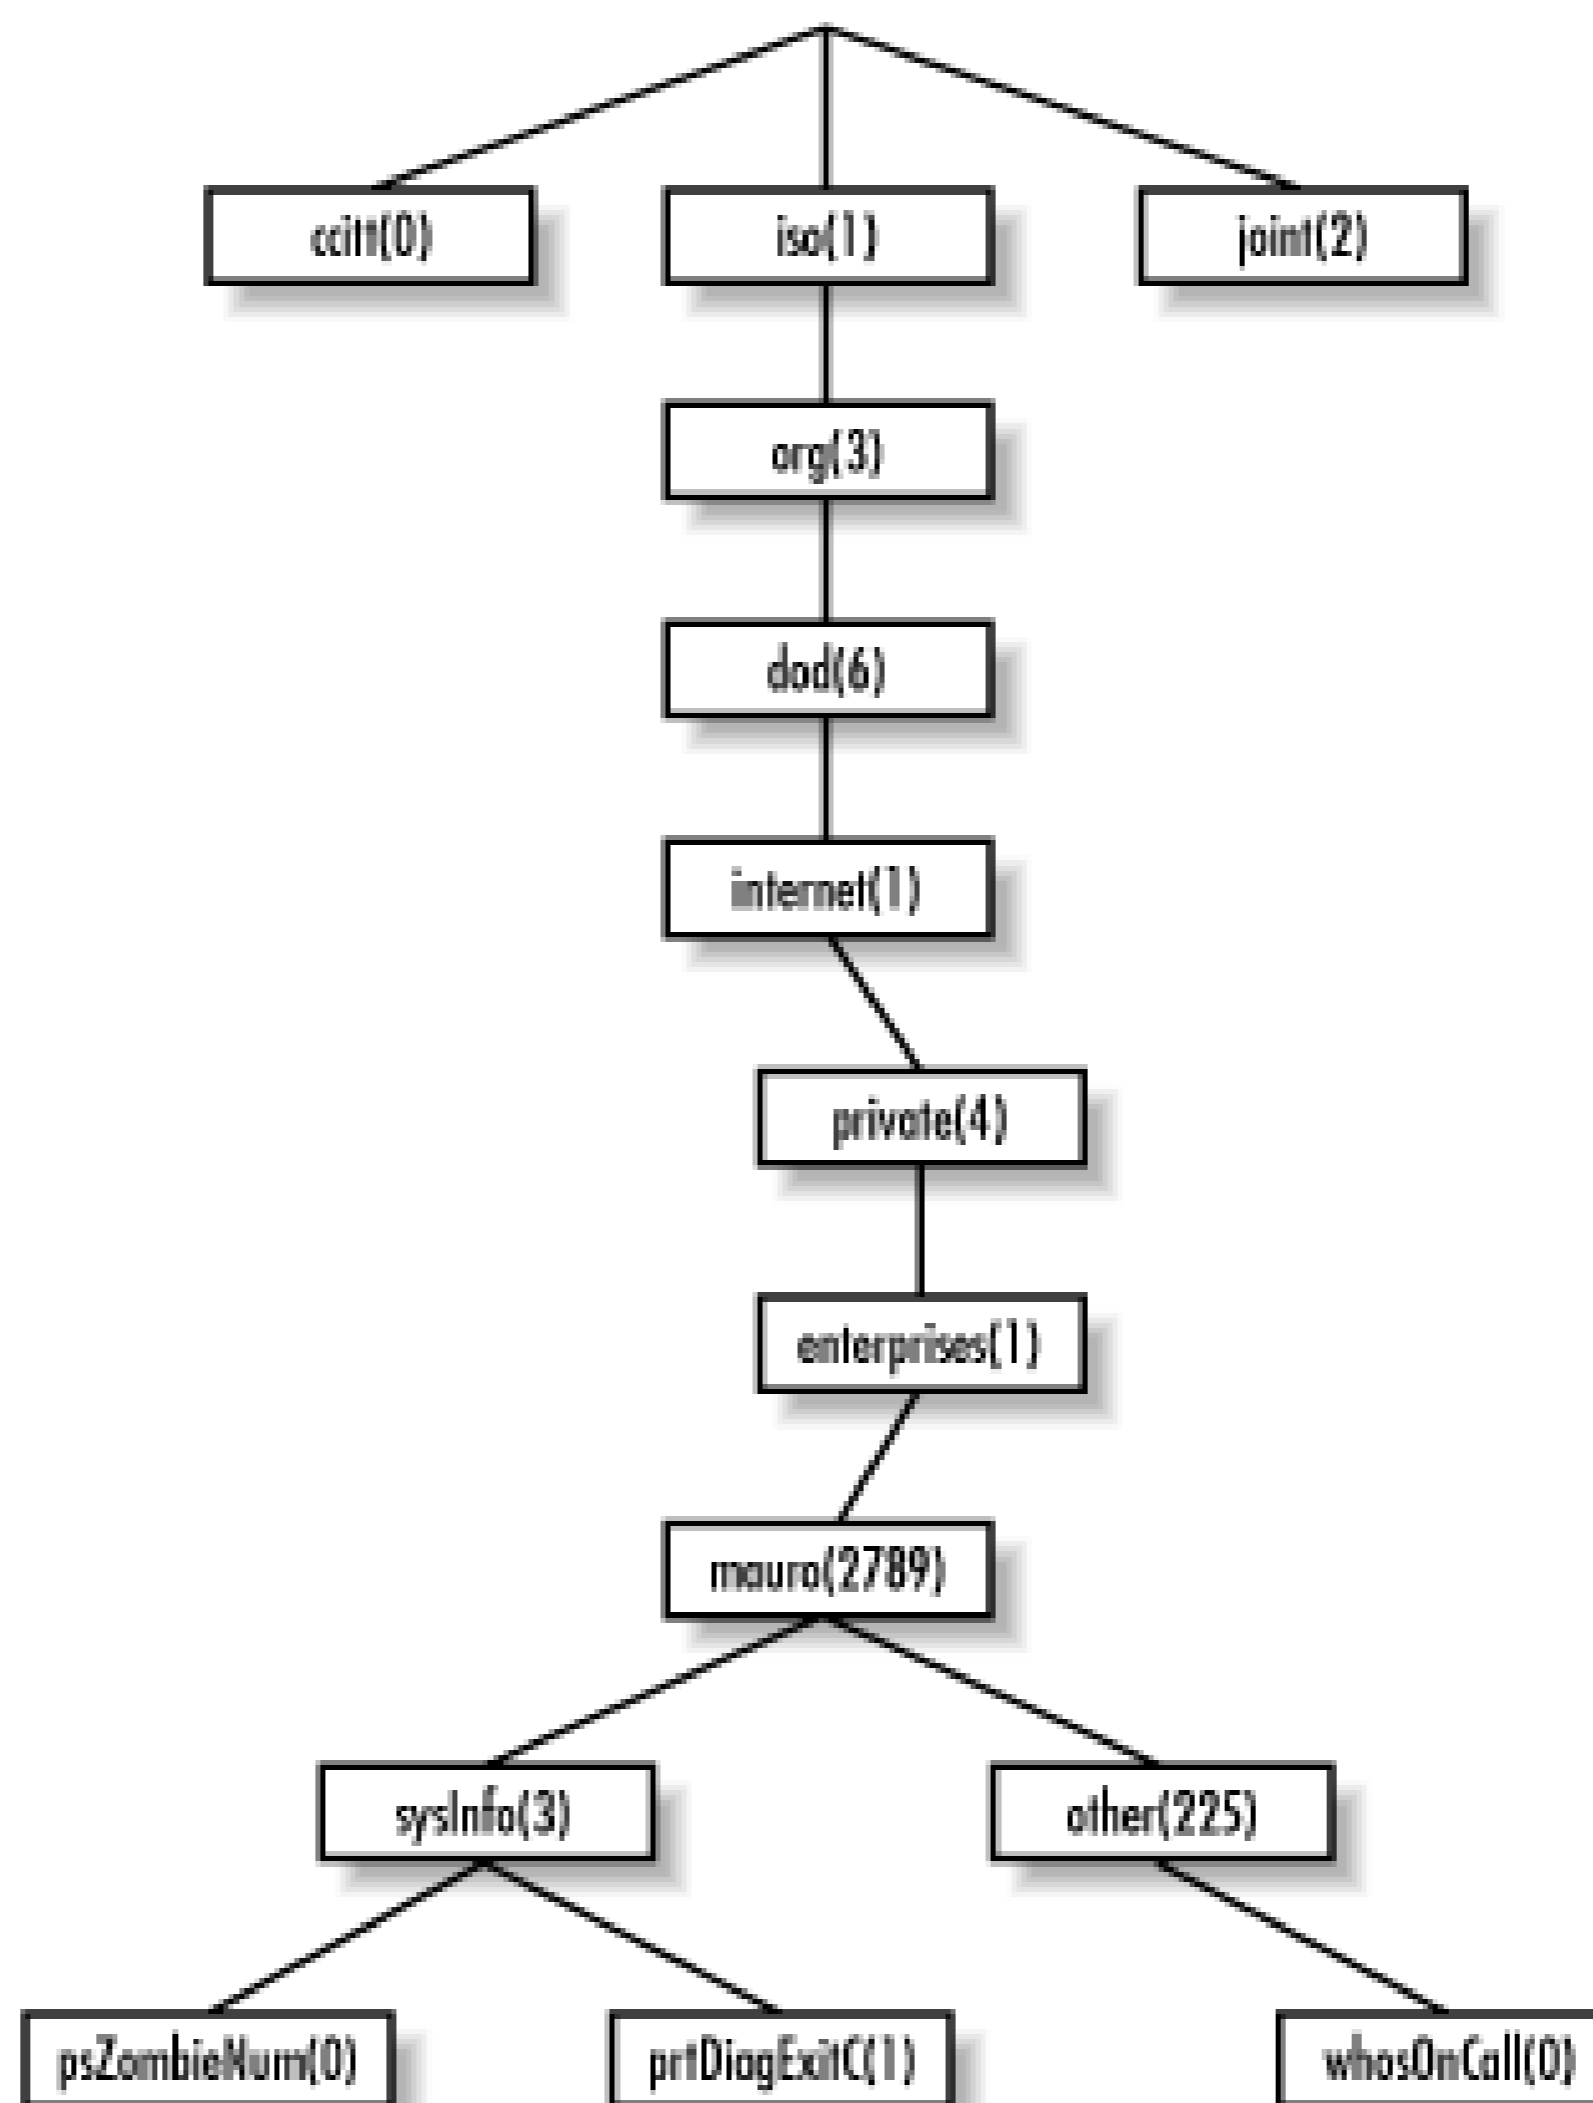 ccitt(0)
iso(1)
joint(2)
org(3)
dod(6)
internet(1)
private(4)
enterprises(1)
mauro(2789)
sysInfo(3)
other(225)
psZombieNum(0)
prtDiagExitC(1)
whosOnCall(0)